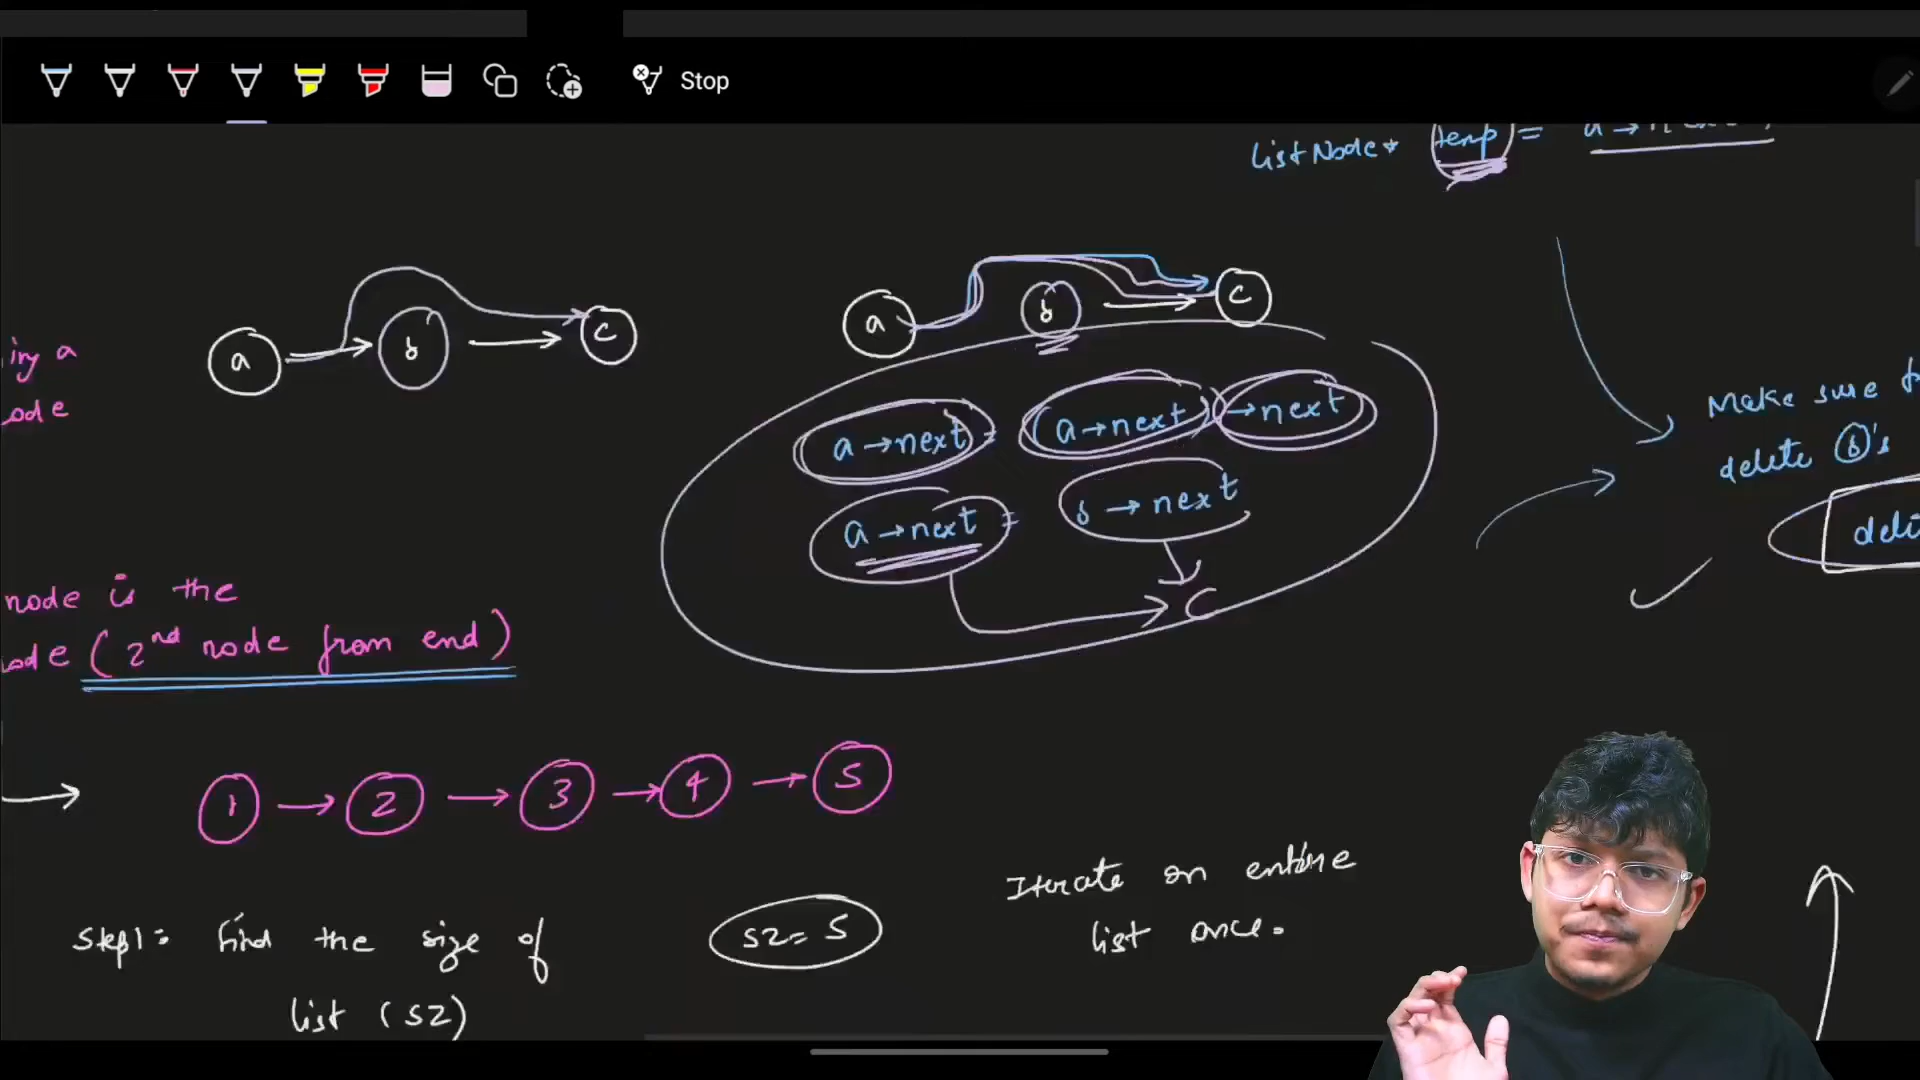 Stop
ListNode* temp = a→next;
a b c
a b c
a→next = (a→next)→next
a→next = b→next
C
Make sure
delete b's
node is the
(2nd node from end)
1 → 2 → 3 → 4 → 5
Step1: Find the size of
list (sz)
sz = 5
Iterate on entire
list once.